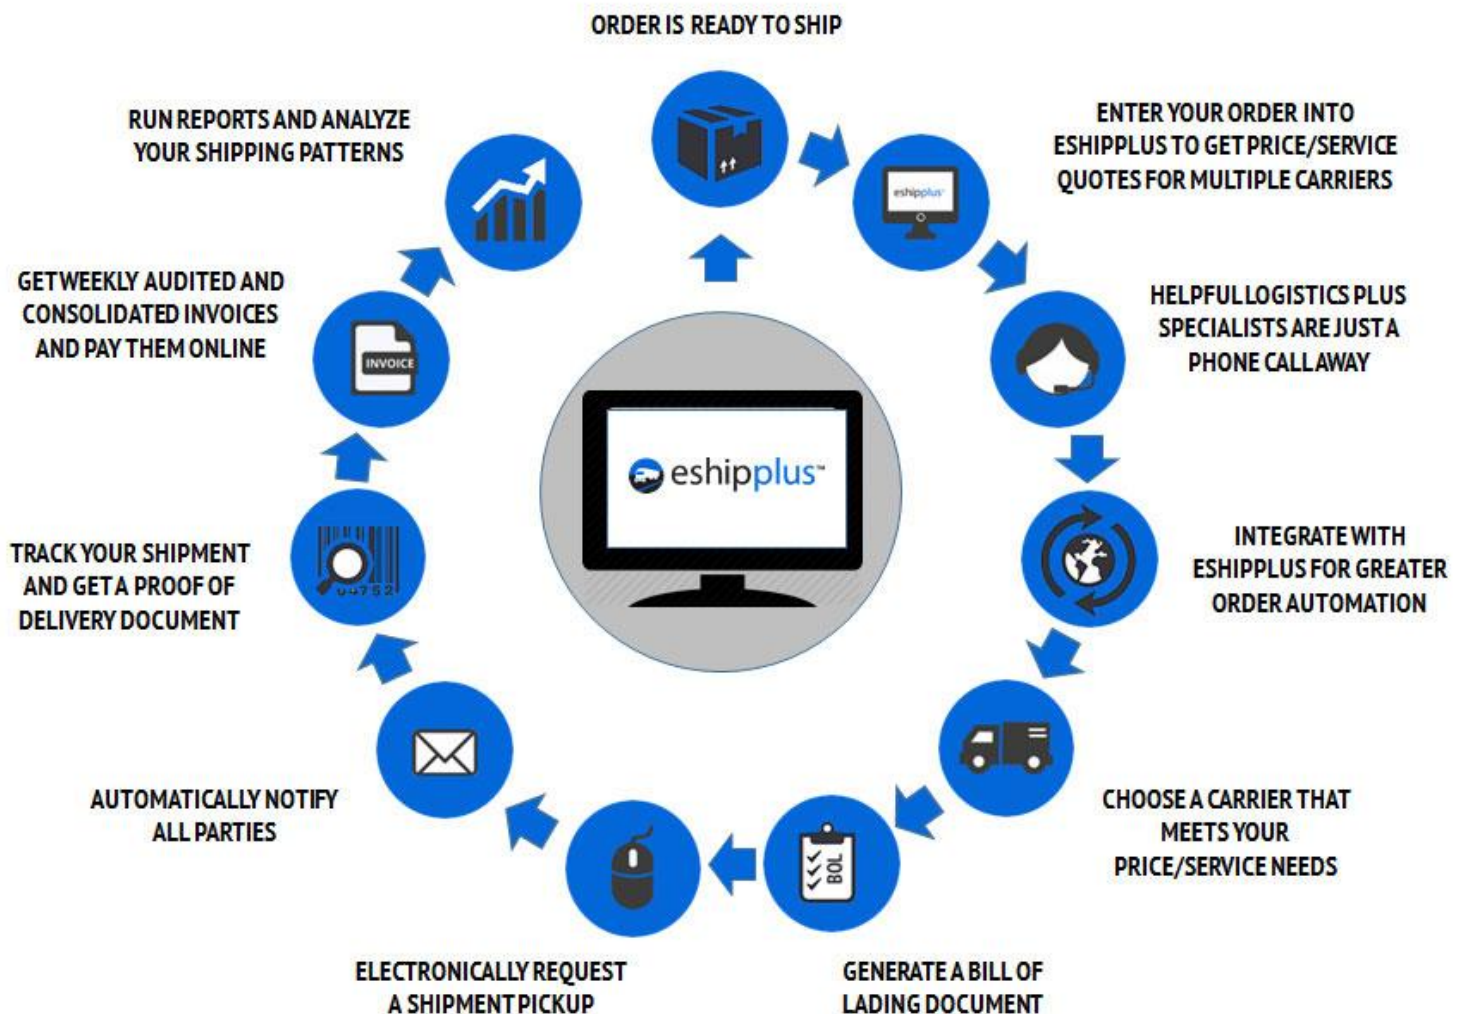 ORDER IS READY TO SHIP
ENTER YOUR ORDER INTO
ESHIPPLUS TO GET PRICE/SERVICE
QUOTES FOR MULTIPLE CARRIERS
eshipplus
HELPFUL LOGISTICS PLUS
SPECIALISTS ARE JUST A
PHONE CALL AWAY
INTEGRATE WITH
ESHIPPLUS FOR GREATER
ORDER AUTOMATION
CHOOSE A CARRIER THAT
MEETS YOUR
PRICE/SERVICE NEEDS
BOL
GENERATE A BILL OF
LADING DOCUMENT
ELECTRONICALLY REQUEST
A SHIPMENT PICKUP
AUTOMATICALLY NOTIFY
ALL PARTIES
TRACK YOUR SHIPMENT
AND GET A PROOF OF
DELIVERY DOCUMENT
GET WEEKLY AUDITED AND
CONSOLIDATED INVOICES
AND PAY THEM ONLINE
INVOICE
RUN REPORTS AND ANALYZE
YOUR SHIPPING PATTERNS
eshipplus™